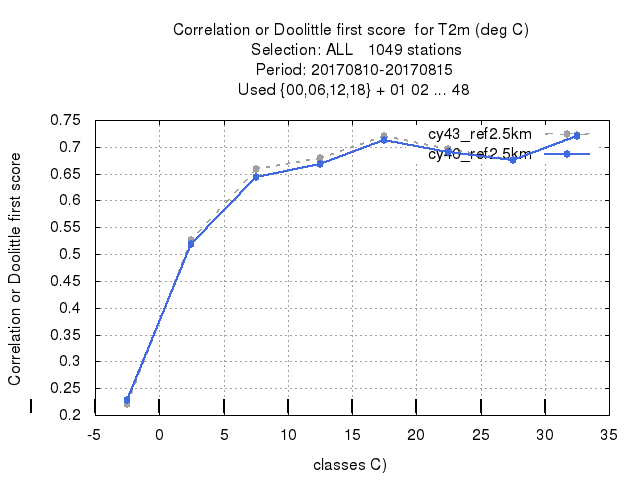 Correlation or Doolittle first score  for T2m (deg C)
Selection: ALL   1049 stations
Period: 20170810-20170815
Used {00,06,12,18} + 01 02 ... 48
cy43_ref2.5km
cy40_ref2.5km
Correlation or Doolittle first score
0.75
0.7
0.65
0.6
0.55
0.5
0.45
0.4
0.35
0.3
0.25
0.2
-5 0 5 10 15 20 25 30 35
classes C)